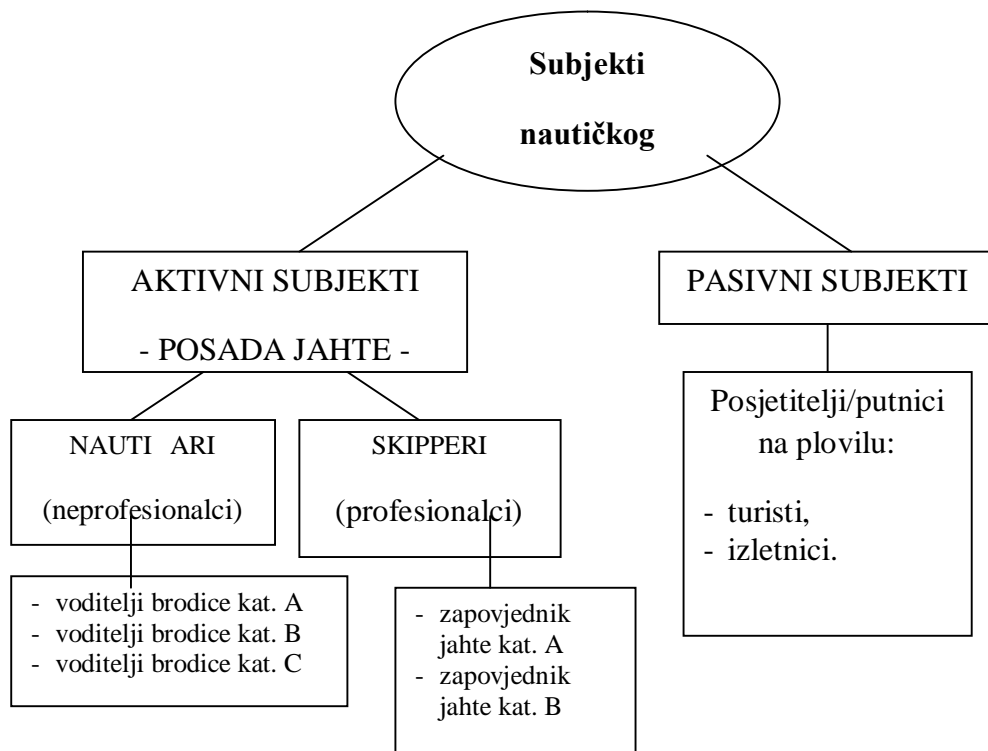 Subjekti
nautičkog
AKTIVNI SUBJEKTI
- POSADA JAHTE -
PASIVNI SUBJEKTI
NAUTI ARI
(neprofesionalci)
SKIPPERI
(profesionalci)
Posjetitelji/putnici
na plovilu:
- turisti,
- izletnici.
- voditelji brodice kat. A
- voditelji brodice kat. B
- voditelji brodice kat. C
- zapovjednik
jahte kat. A
- zapovjednik
jahte kat. B